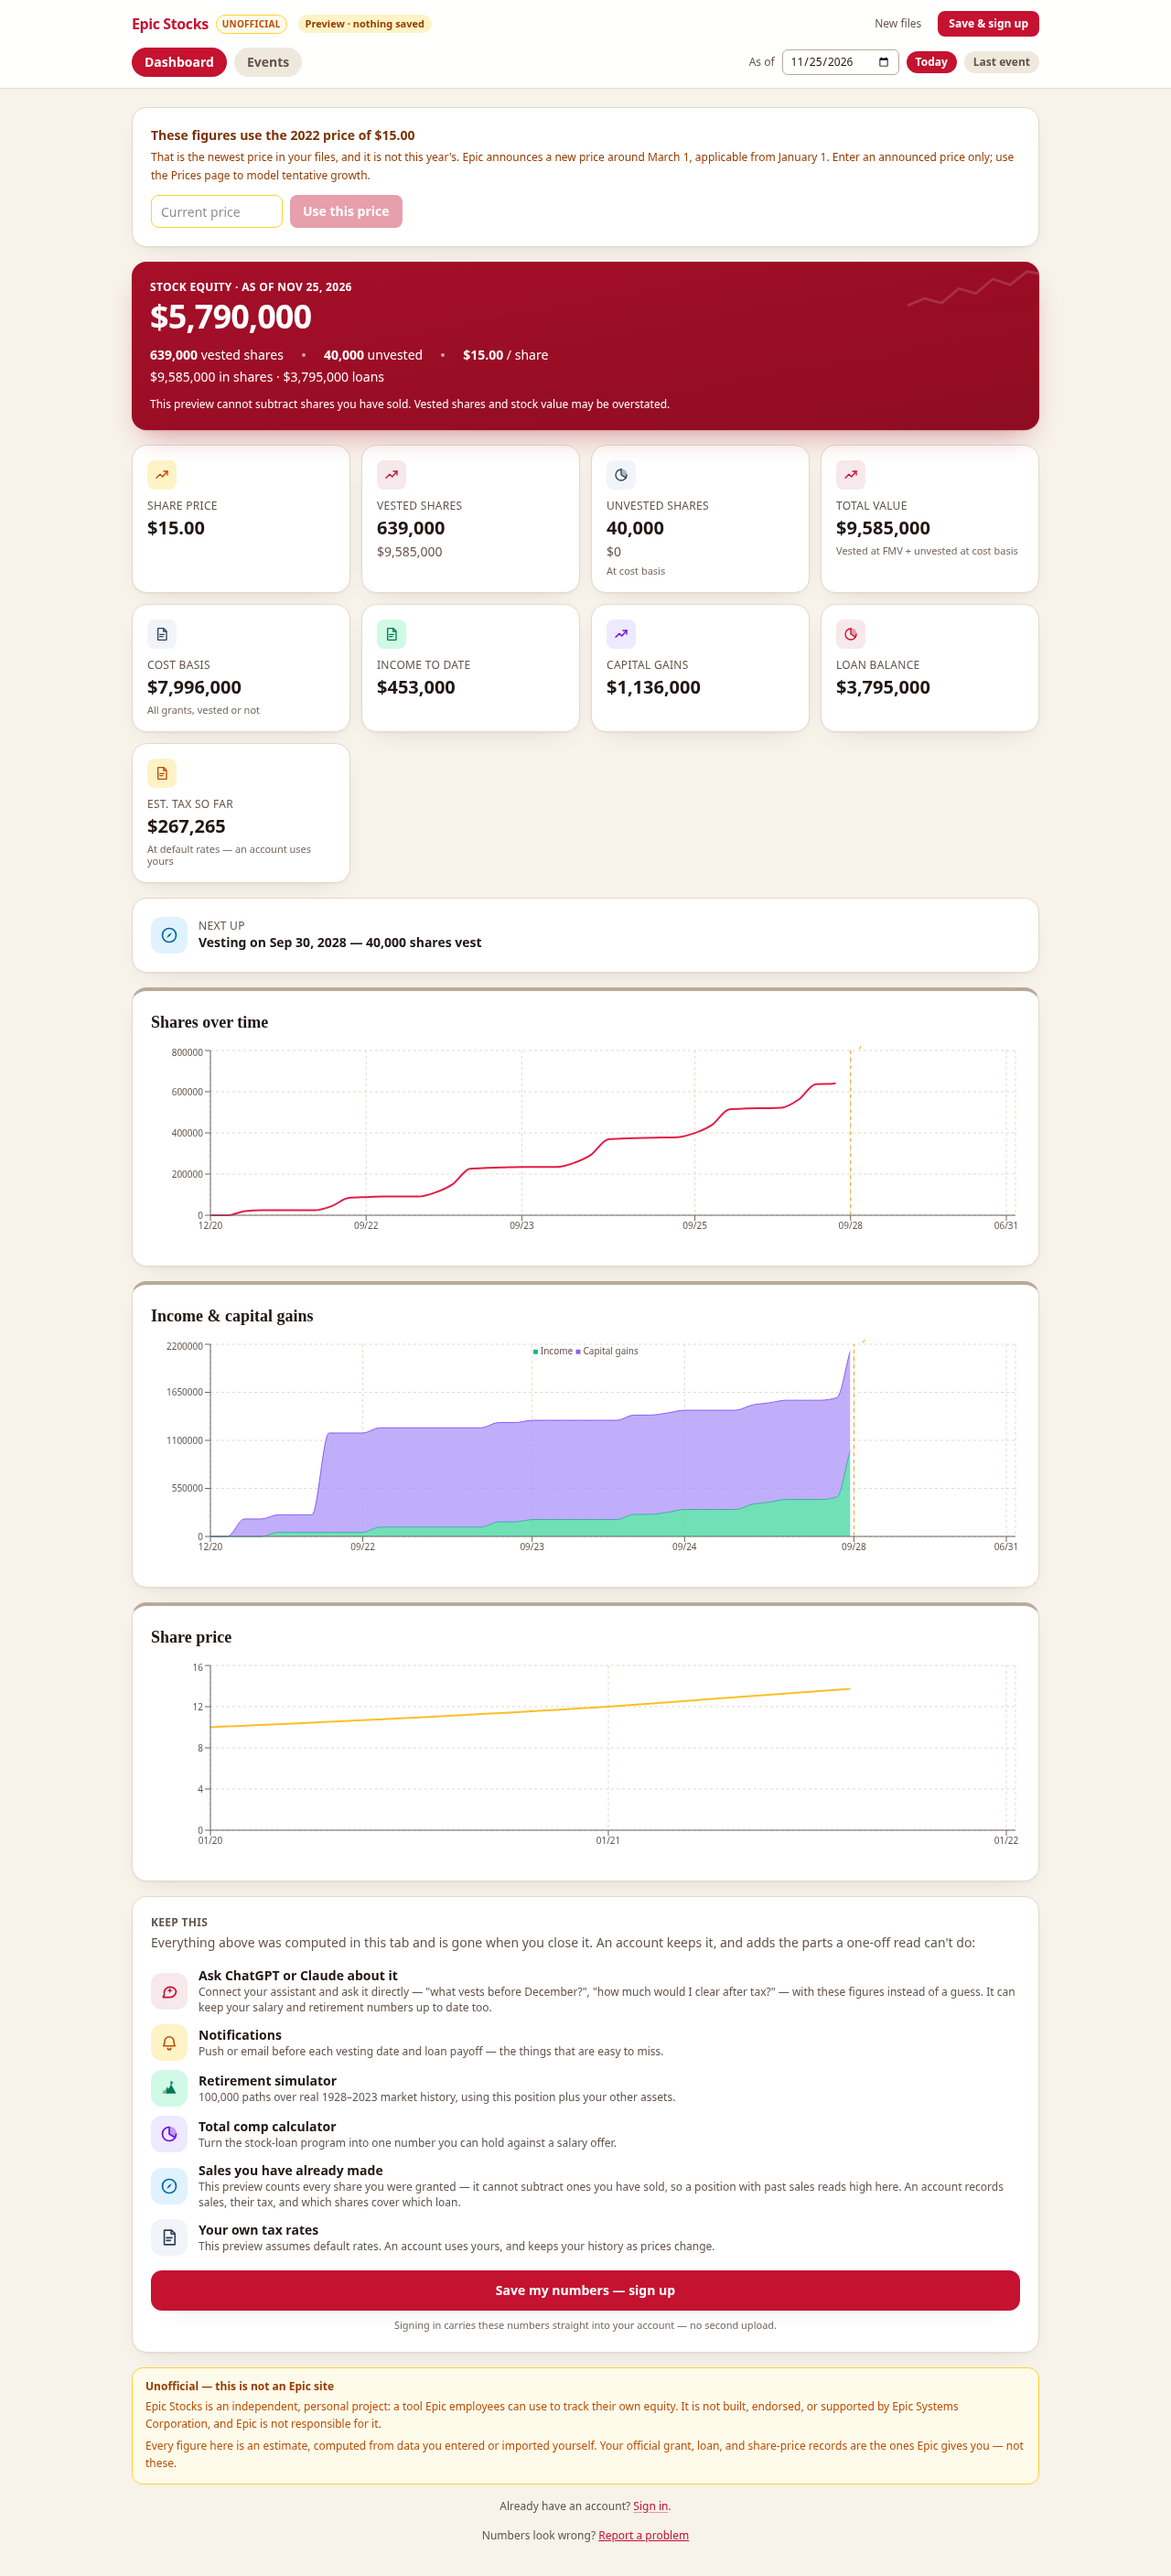 Epic Stocks UNOFFICIAL Preview · nothing saved New files Save & sign up
Dashboard Events As of 11/25/2026 Today Last event
These figures use the 2022 price of $15.00
That is the newest price in your files, and it is not this year's. Epic announces a new price around March 1, applicable from January 1. Enter an announced price only; use
the Prices page to model tentative growth.
Current price Use this price
STOCK EQUITY · AS OF NOV 25, 2026
$5,790,000
639,000 vested shares • 40,000 unvested • $15.00 / share
$9,585,000 in shares · $3,795,000 loans
This preview cannot subtract shares you have sold. Vested shares and stock value may be overstated.
SHARE PRICE
$15.00
VESTED SHARES
639,000
$9,585,000
UNVESTED SHARES
40,000
$0
At cost basis
TOTAL VALUE
$9,585,000
Vested at FMV + unvested at cost basis
COST BASIS
$7,996,000
All grants, vested or not
INCOME TO DATE
$453,000
CAPITAL GAINS
$1,136,000
LOAN BALANCE
$3,795,000
EST. TAX SO FAR
$267,265
At default rates — an account uses
yours
NEXT UP
Vesting on Sep 30, 2028 — 40,000 shares vest
Shares over time
800000
600000
400000
200000
0
12/20 09/22 09/23 09/25 09/28 06/31
Income & capital gains
2200000
Income Capital gains
1650000
1100000
550000
0
12/20 09/22 09/23 09/24 09/28 06/31
Share price
16
12
8
4
0
01/20 01/21 01/22
KEEP THIS
Everything above was computed in this tab and is gone when you close it. An account keeps it, and adds the parts a one-off read can't do:
Ask ChatGPT or Claude about it
Connect your assistant and ask it directly — "what vests before December?", "how much would I clear after tax?" — with these figures instead of a guess. It can
keep your salary and retirement numbers up to date too.
Notifications
Push or email before each vesting date and loan payoff — the things that are easy to miss.
Retirement simulator
100,000 paths over real 1928–2023 market history, using this position plus your other assets.
Total comp calculator
Turn the stock-loan program into one number you can hold against a salary offer.
Sales you have already made
This preview counts every share you were granted — it cannot subtract ones you have sold, so a position with past sales reads high here. An account records
sales, their tax, and which shares cover which loan.
Your own tax rates
This preview assumes default rates. An account uses yours, and keeps your history as prices change.
Save my numbers — sign up
Signing in carries these numbers straight into your account — no second upload.
Unofficial — this is not an Epic site
Epic Stocks is an independent, personal project: a tool Epic employees can use to track their own equity. It is not built, endorsed, or supported by Epic Systems
Corporation, and Epic is not responsible for it.
Every figure here is an estimate, computed from data you entered or imported yourself. Your official grant, loan, and share-price records are the ones Epic gives you — not
these.
Already have an account? Sign in.
Numbers look wrong? Report a problem